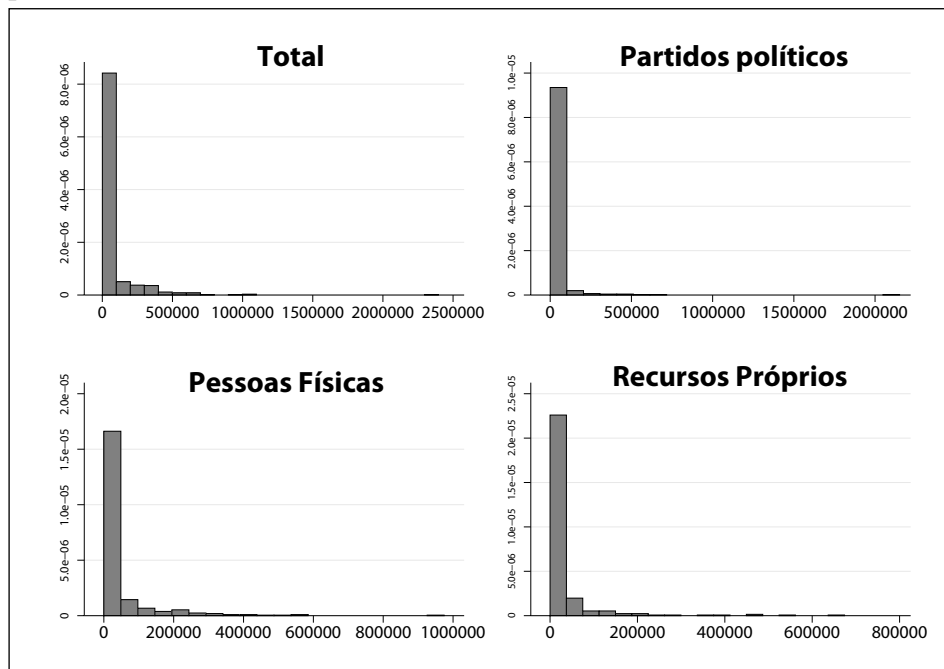 Total
8.0e−06
6.0e−06
4.0e−06
2.0e−06
0
0 500000 1000000 1500000 2000000 2500000
Partidos políticos
1.0e−05
8.0e−06
6.0e−06
4.0e−06
2.0e−06
0
0 500000 1000000 1500000 2000000
Pessoas Físicas
2.0e−05
1.5e−05
1.0e−05
5.0e−06
0
0 200000 400000 600000 800000 1000000
Recursos Próprios
2.5e−05
2.0e−05
1.5e−05
1.0e−05
5.0e−06
0
0 200000 400000 600000 800000